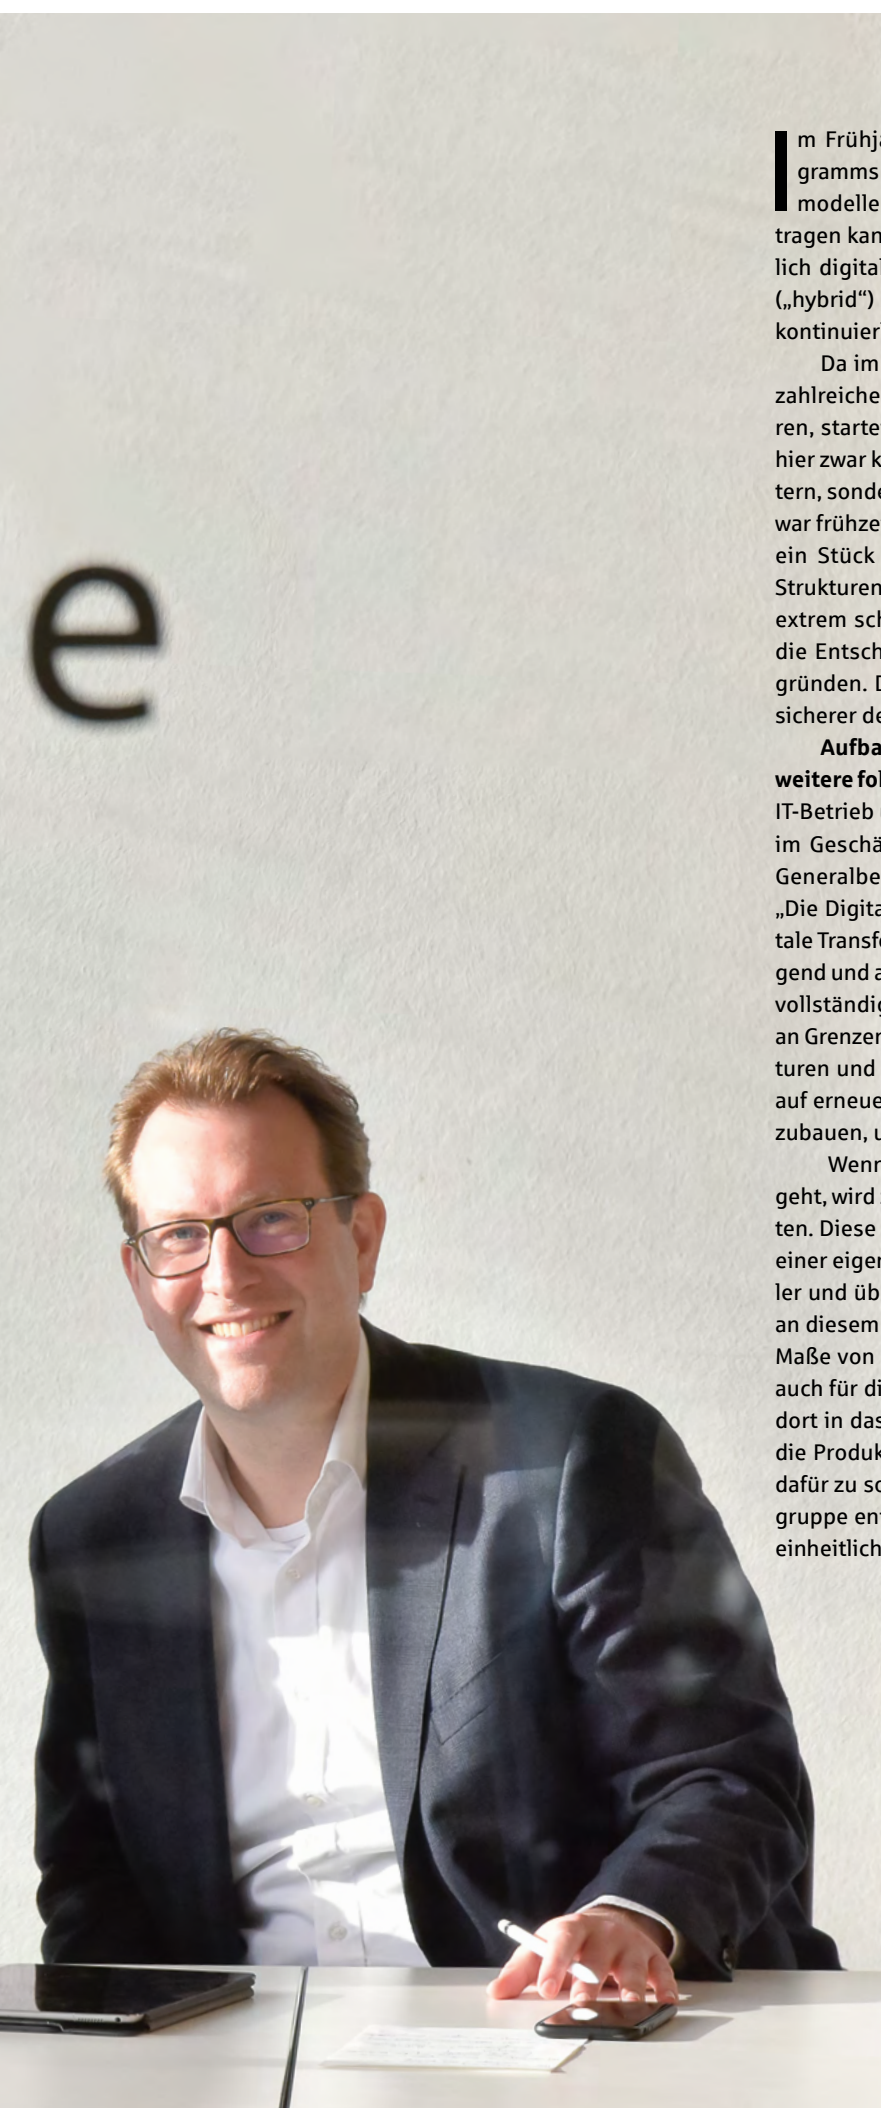 e
Im Frühja
gramms
modelle
tragen kan
lich digita
(„hybrid“)
kontinuier
Da im
zahlreiche
ren, starte
hier zwar k
tern, sonde
war frühze
ein Stück
Strukturen
extrem sch
die Entsch
gründen. D
sicherer de
Aufba
weitere fol
IT-Betrieb
im Geschä
Generalbe
„Die Digita
tale Transfo
gend und a
vollständig
an Grenzen
turen und
auf erneue
zubauen, u
Wenn
geht, wird
ten. Diese
einer eigen
ler und üb
an diesem
Maße von
auch für di
dort in das
die Produk
dafür zu so
gruppe ent
einheitlich